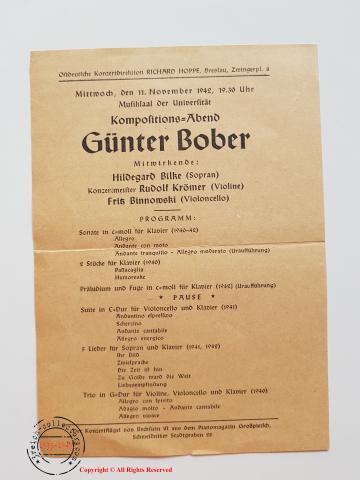 Ostdeutsche Konzertdirektion RICHARD HOPPE, Breslau, Zwingerpl. 8
Mittwoch, den 11. November 1942, 19.30 Uhr
Musiksaal der Universität
Kompositions=Abend
Günter Bober
Mitwirkende:
Hildegard Bilke (Sopran)
Konzertmeister Rudolf Krömer (Violine)
Fritz Binnowski (Violoncello)
PROGRAMM:
Sonate in c=moll für Klavier (1940-42)
Allegro
Andante con moto
Andante tranquillo - Allegro moderato (Uraufführung)
2 Stücke für Klavier (1940)
Passacaglia
Humoreske
Präludium und Fuge in c=moll für Klavier (1942) (Uraufführung)
PAUSE
Suite in C=Dur für Violoncello und Klavier (1941)
Andantino espressivo
Scherzino
Andante cantabile
Allegro energico
5 Lieder für Sopran und Klavier (1941, 1942)
Ihr Bild
Zwiesprache
Die Zeit ist hin
Zu Golde ward die Welt
Liebesempfindung
Trio in G=Dur für Violine, Violoncello und Klavier (1940)
Allegro con spirito
Adagio molto - Andante cantabile
Allegro vivace
Konzertflügel von Bechstein ist aus dem Pianomagazin Großpietsch,
Schweidnitzer Stadtgraben 22
Copyright © All Rights Reserved